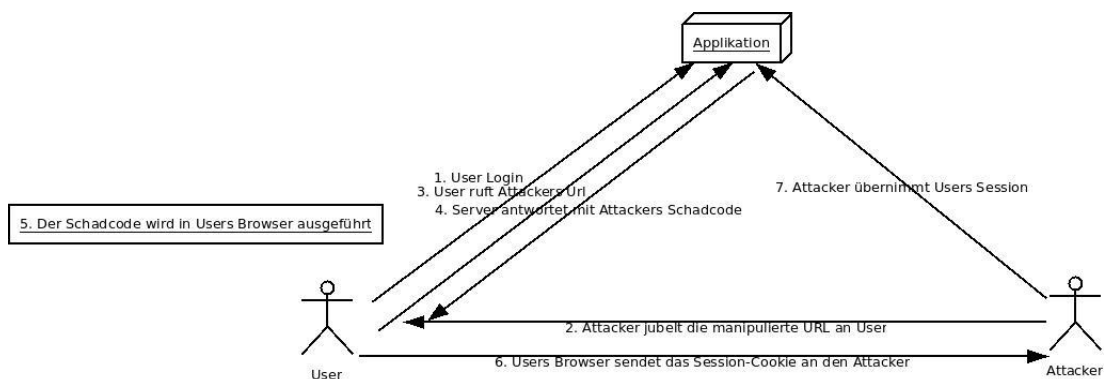 Applikation
1. User Login
3. User ruft Attackers Url
7. Attacker übernimmt Users Session
4. Server antwortet mit Attackers Schadcode
5. Der Schadcode wird in Users Browser ausgeführt
2. Attacker jubelt die manipulierte URL an User
6. Users Browser sendet das Session-Cookie an den Attacker
User
Attacker